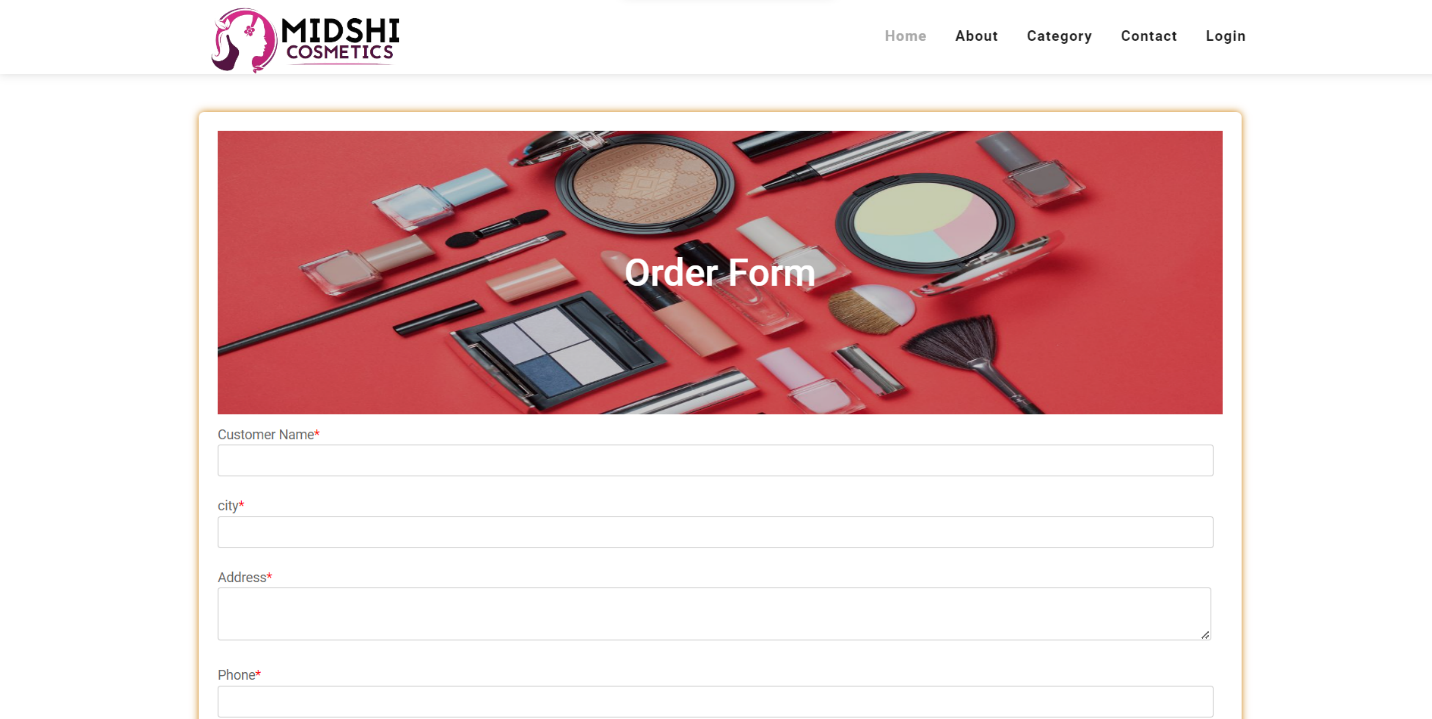 MIDSHI
COSMETICS
Home About Category Contact Login
Order Form
Customer Name*
city*
Address*
Phone*